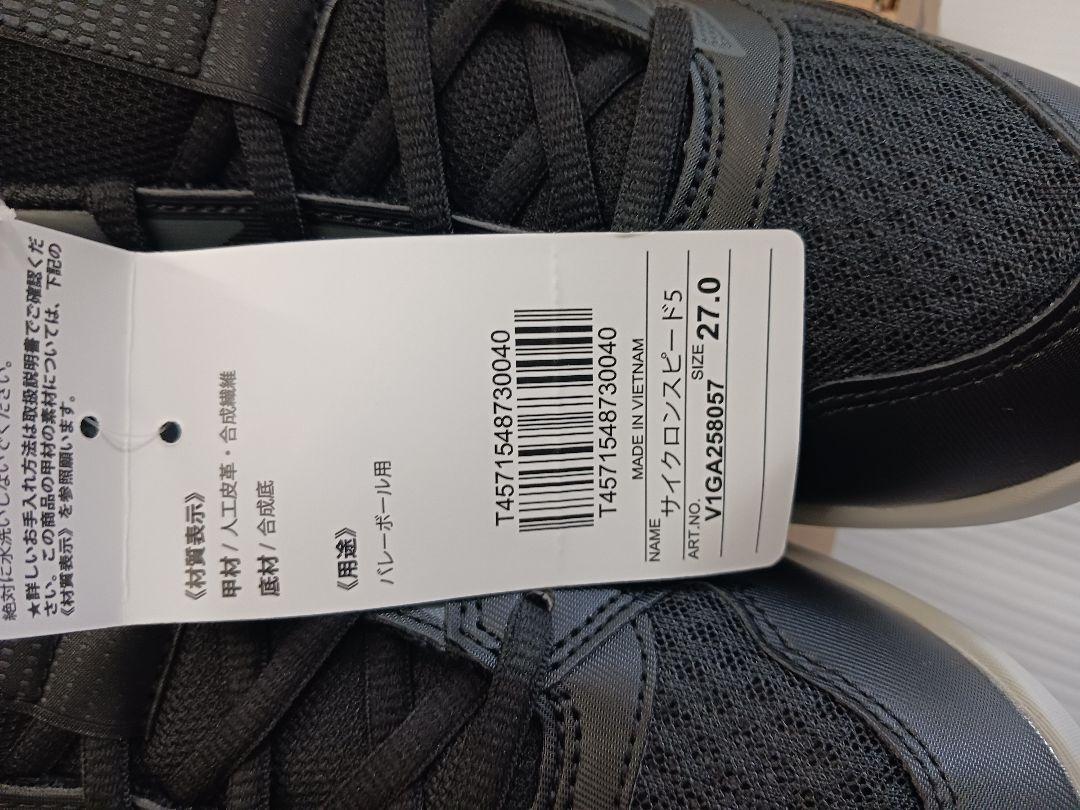 絶対に水洗いしないでください。
★詳しいお手入れ方法は取扱説明書でご確認くだ
さい。この商品の甲材の素材については、下記の
《材質表示》を参照願います。
《材質表示》
甲材/人工皮革・合成繊維
底材/合成底
《用途》
バレーボール用
T4571548730040
T4571548730040
MADE IN VIETNAM
NAME
サイクロンスピード5
ART.NO.
SIZE
V1GA258057
27.0